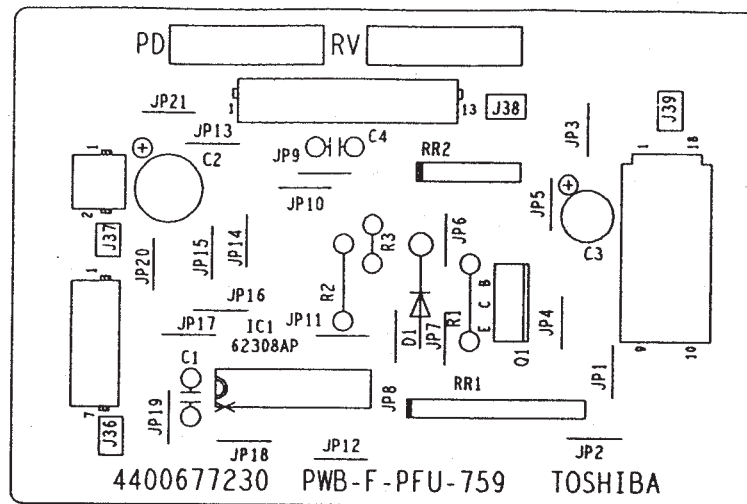 PD RV
JP21 1 13 J38 J39
JP13 JP3
1 JP9 C4 RR2 1 18
C2
JP10 JP5
2 J37 JP20 JP15 JP14 R3 JP6 C3
1 JP16 R2 B
C
JP17 IC1 JP11 D1 JP7 R1 E JP4
62308AP Q1 9 10
C1 JP1
JP8 RR1
7 J36 JP19
JP18 JP12 JP2
4400677230 PWB-F-PFU-759 TOSHIBA